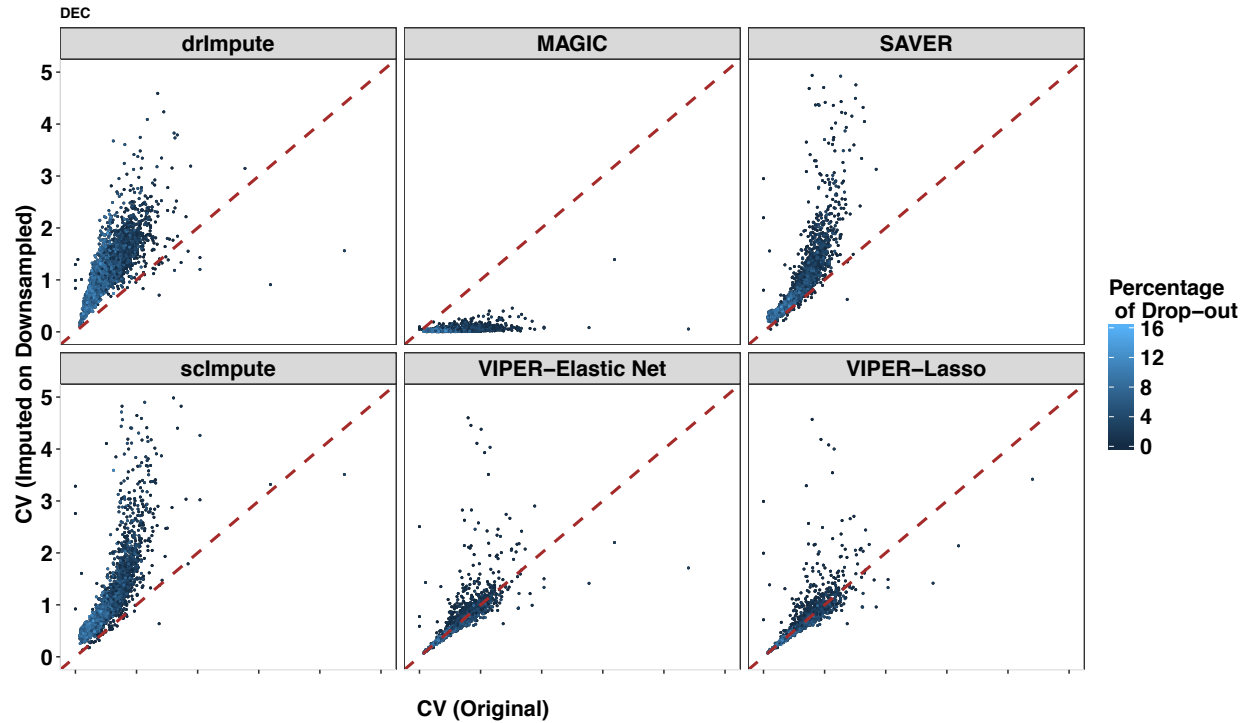 DEC
drImpute
MAGIC
SAVER
5
4
3
2
1
0
scImpute
VIPER−Elastic Net
VIPER−Lasso
5
4
3
2
1
0
CV (Imputed on Downsampled)
CV (Original)
Percentage
of Drop−out
16
12
8
4
0